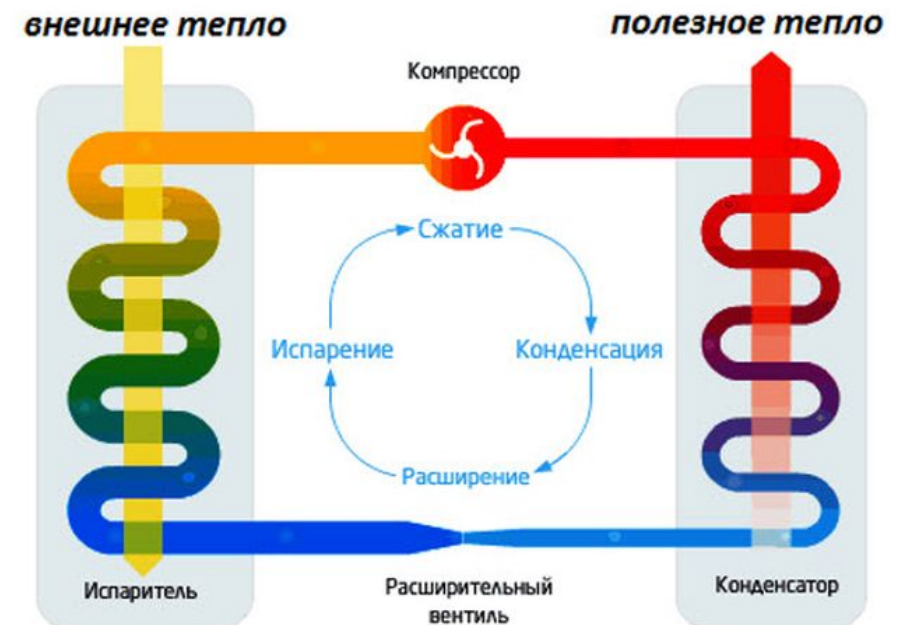 внешнее тепло
полезное тепло
Компрессор
Сжатие
Испарение
Конденсация
Расширение
Испаритель
Расширительный
вентиль
Конденсатор